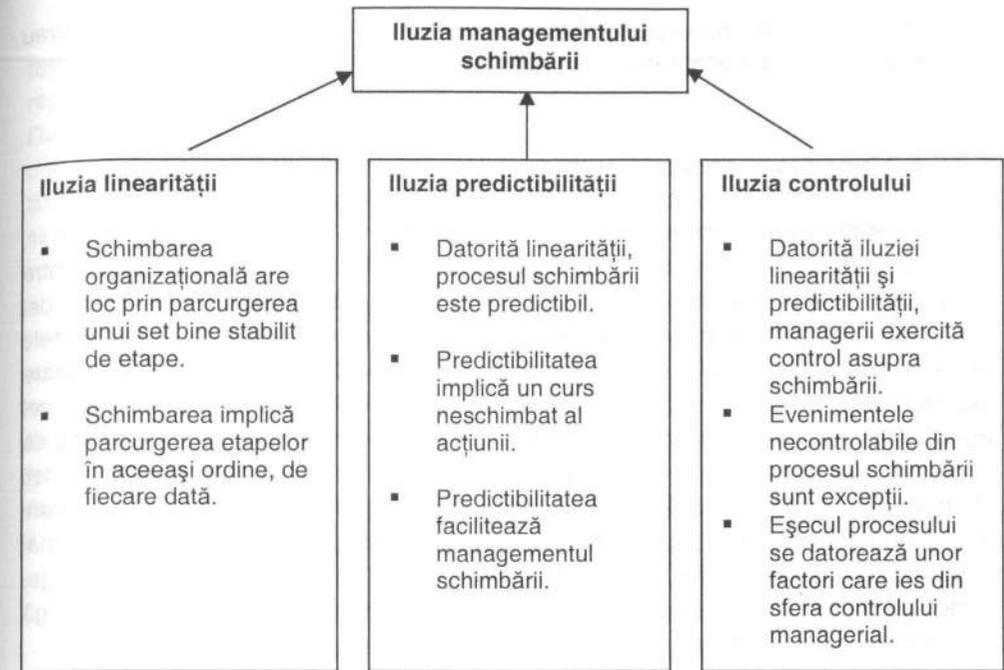 Iluzia managementului
schimbării
Iluzia linearității
▪ Schimbarea
organizațională are
loc prin parcurgerea
unui set bine stabilit
de etape.
▪ Schimbarea implică
parcurgerea etapelor
în aceeaşi ordine, de
fiecare dată.
Iluzia predictibilității
▪ Datorită linearității,
procesul schimbării
este predictibil.
▪ Predictibilitatea
implică un curs
neschimbat al
acțiunii.
▪ Predictibilitatea
facilitează
managementul
schimbării.
Iluzia controlului
▪ Datorită iluziei
linearității şi
predictibilității,
managerii exercită
control asupra
schimbării.
▪ Evenimentele
necontrolabile din
procesul schimbării
sunt excepții.
▪ Eşecul procesului
se datorează unor
factori care ies din
sfera controlului
managerial.